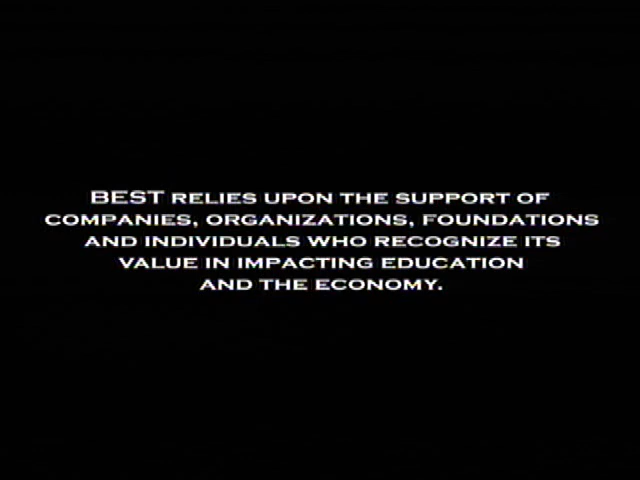 BEST RELIES UPON THE SUPPORT OF
COMPANIES, ORGANIZATIONS, FOUNDATIONS
AND INDIVIDUALS WHO RECOGNIZE ITS
VALUE IN IMPACTING EDUCATION
AND THE ECONOMY.